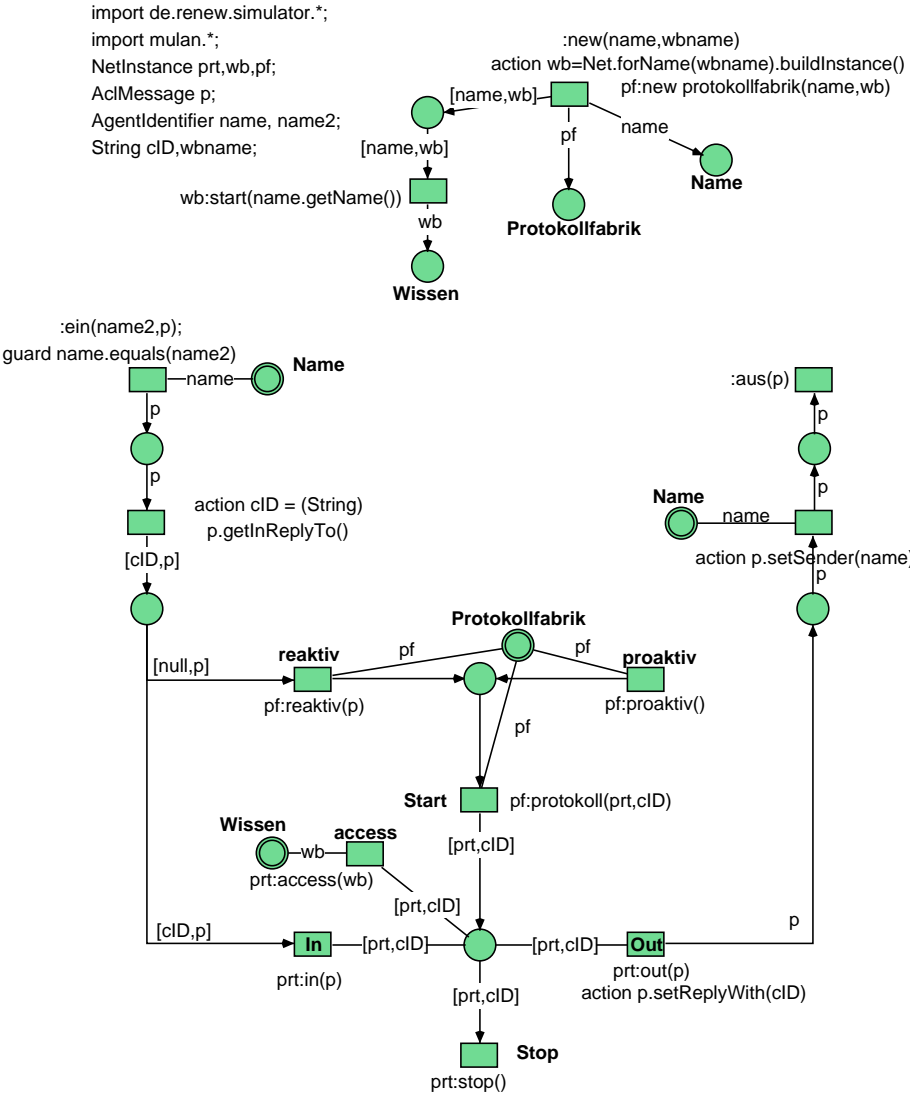 import de.renew.simulator.*;
import mulan.*;
NetInstance prt,wb,pf;
AclMessage p;
AgentIdentifier name, name2;
String cID,wbname;
:new(name,wbname)
action wb=Net.forName(wbname).buildInstance()
pf:new protokollfabrik(name,wb)
[name,wb]
pf
name
[name,wb]
Name
wb:start(name.getName())
wb
Protokollfabrik
Wissen
:ein(name2,p);
guard name.equals(name2)
name
Name
p
p
action cID = (String)
p.getInReplyTo()
[cID,p]
:aus(p)
p
p
Name
name
action p.setSender(name)
p
Protokollfabrik
[null,p]
reaktiv
pf
pf
proaktiv
pf:reaktiv(p)
pf:proaktiv()
pf
Start
pf:protokoll(prt,cID)
Wissen
access
wb
[prt,cID]
prt:access(wb)
[prt,cID]
[cID,p]
p
In
[prt,cID]
[prt,cID]
Out
prt:in(p)
prt:out(p)
action p.setReplyWith(cID)
[prt,cID]
Stop
prt:stop()